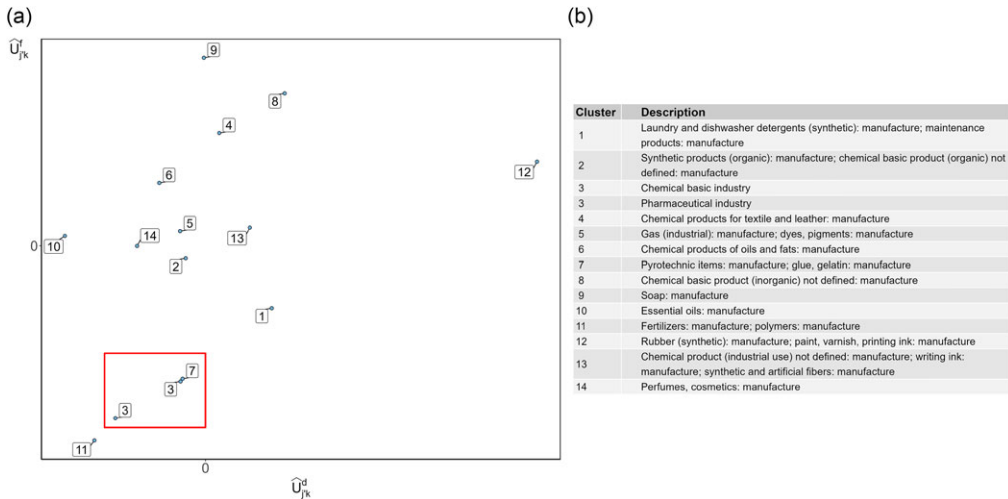 (a)
Û^f_j'k
9
8
4
12
6
5
13
0
10
14
2
1
7
3
3
11
0
Û^d_j'k
(b)
Cluster Description
1 Laundry and dishwasher detergents (synthetic): manufacture; maintenance
products: manufacture
2 Synthetic products (organic): manufacture; chemical basic product (organic) not
defined: manufacture
3 Chemical basic industry
3 Pharmaceutical industry
4 Chemical products for textile and leather: manufacture
5 Gas (industrial): manufacture; dyes, pigments: manufacture
6 Chemical products of oils and fats: manufacture
7 Pyrotechnic items: manufacture; glue, gelatin: manufacture
8 Chemical basic product (inorganic) not defined: manufacture
9 Soap: manufacture
10 Essential oils: manufacture
11 Fertilizers: manufacture; polymers: manufacture
12 Rubber (synthetic): manufacture; paint, varnish, printing ink: manufacture
13 Chemical product (industrial use) not defined: manufacture; writing ink:
manufacture; synthetic and artificial fibers: manufacture
14 Perfumes, cosmetics: manufacture